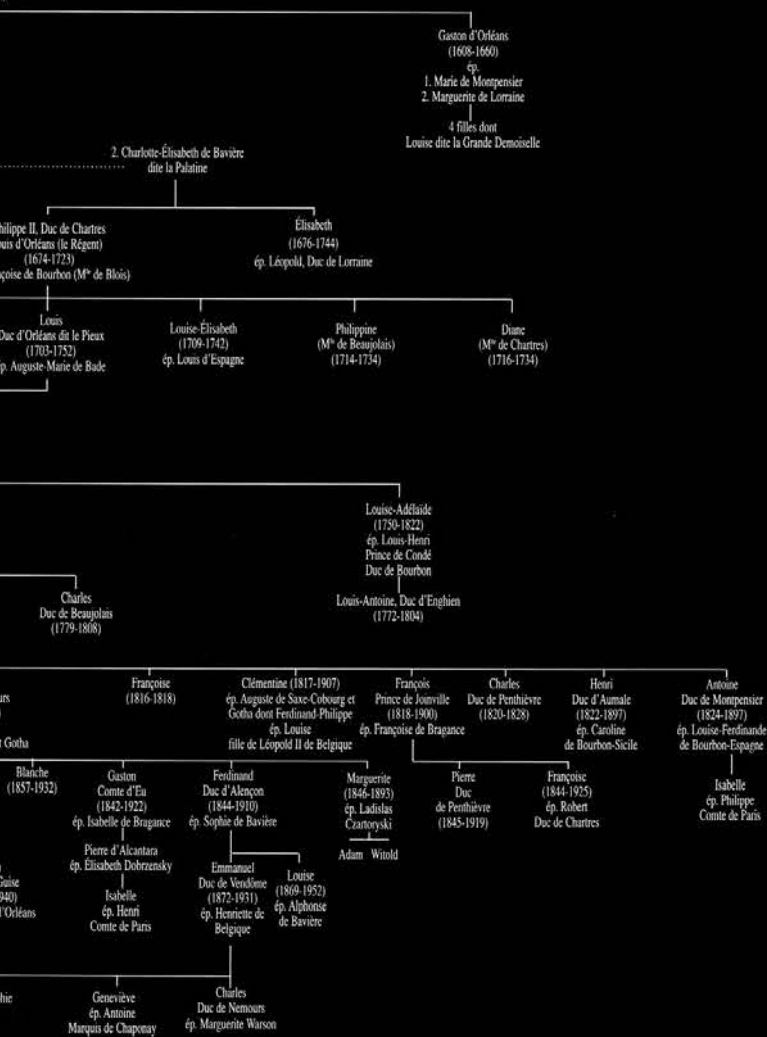 Gaston d'Orléans
(1608-1660)
ép.
1. Marie de Montpensier
2. Marguerite de Lorraine
4 filles dont
Louise dite la Grande Demoiselle
2. Charlotte-Élisabeth de Bavière
dite la Palatine
hilippe II, Duc de Chartres
ouis d'Orléans (le Régent)
(1674-1723)
çoise de Bourbon (Mlle de Blois)
Élisabeth
(1676-1744)
ép. Léopold, Duc de Lorraine
Louis
Duc d'Orléans dit le Pieux
(1703-1752)
ép. Auguste-Marie de Bade
Louise-Élisabeth
(1709-1742)
ép. Louis d'Espagne
Philippine
(Mlle de Beaujolais)
(1714-1734)
Diane
(Mlle de Chartres)
(1716-1734)
Louise-Adélaïde
(1750-1822)
ép. Louis-Henri
Prince de Condé
Duc de Bourbon
Louis-Antoine, Duc d'Enghien
(1772-1804)
Charles
Duc de Beaujolais
(1779-1808)
urs
)
t Gotha
Françoise
(1816-1818)
Clémentine (1817-1907)
ép. Auguste de Saxe-Cobourg et
Gotha dont Ferdinand-Philippe
ép. Louise
fille de Léopold II de Belgique
François
Prince de Joinville
(1818-1900)
ép. Françoise de Bragance
Charles
Duc de Penthièvre
(1820-1828)
Henri
Duc d'Aumale
(1822-1897)
ép. Caroline
de Bourbon-Sicile
Antoine
Duc de Montpensier
(1824-1897)
ép. Louise-Ferdinande
de Bourbon-Espagne
Blanche
(1857-1932)
Gaston
Comte d'Eu
(1842-1922)
ép. Isabelle de Bragance
Ferdinand
Duc d'Alençon
(1844-1910)
ép. Sophie de Bavière
Marguerite
(1846-1893)
ép. Ladislas
Czartoryski
Adam Witold
Pierre
Duc
de Penthièvre
(1845-1919)
Françoise
(1844-1925)
ép. Robert
Duc de Chartres
Isabelle
ép. Philippe
Comte de Paris
Guise
940)
d'Orléans
Pierre d'Alcantara
ép. Élisabeth Dobrzensky
Isabelle
ép. Henri
Comte de Paris
Emmanuel
Duc de Vendôme
(1872-1931)
ép. Henriette de
Belgique
Louise
(1869-1952)
ép. Alphonse
de Bavière
hie
Geneviève
ép. Antoine
Marquis de Chaponay
Charles
Duc de Nemours
ép. Marguerite Warson